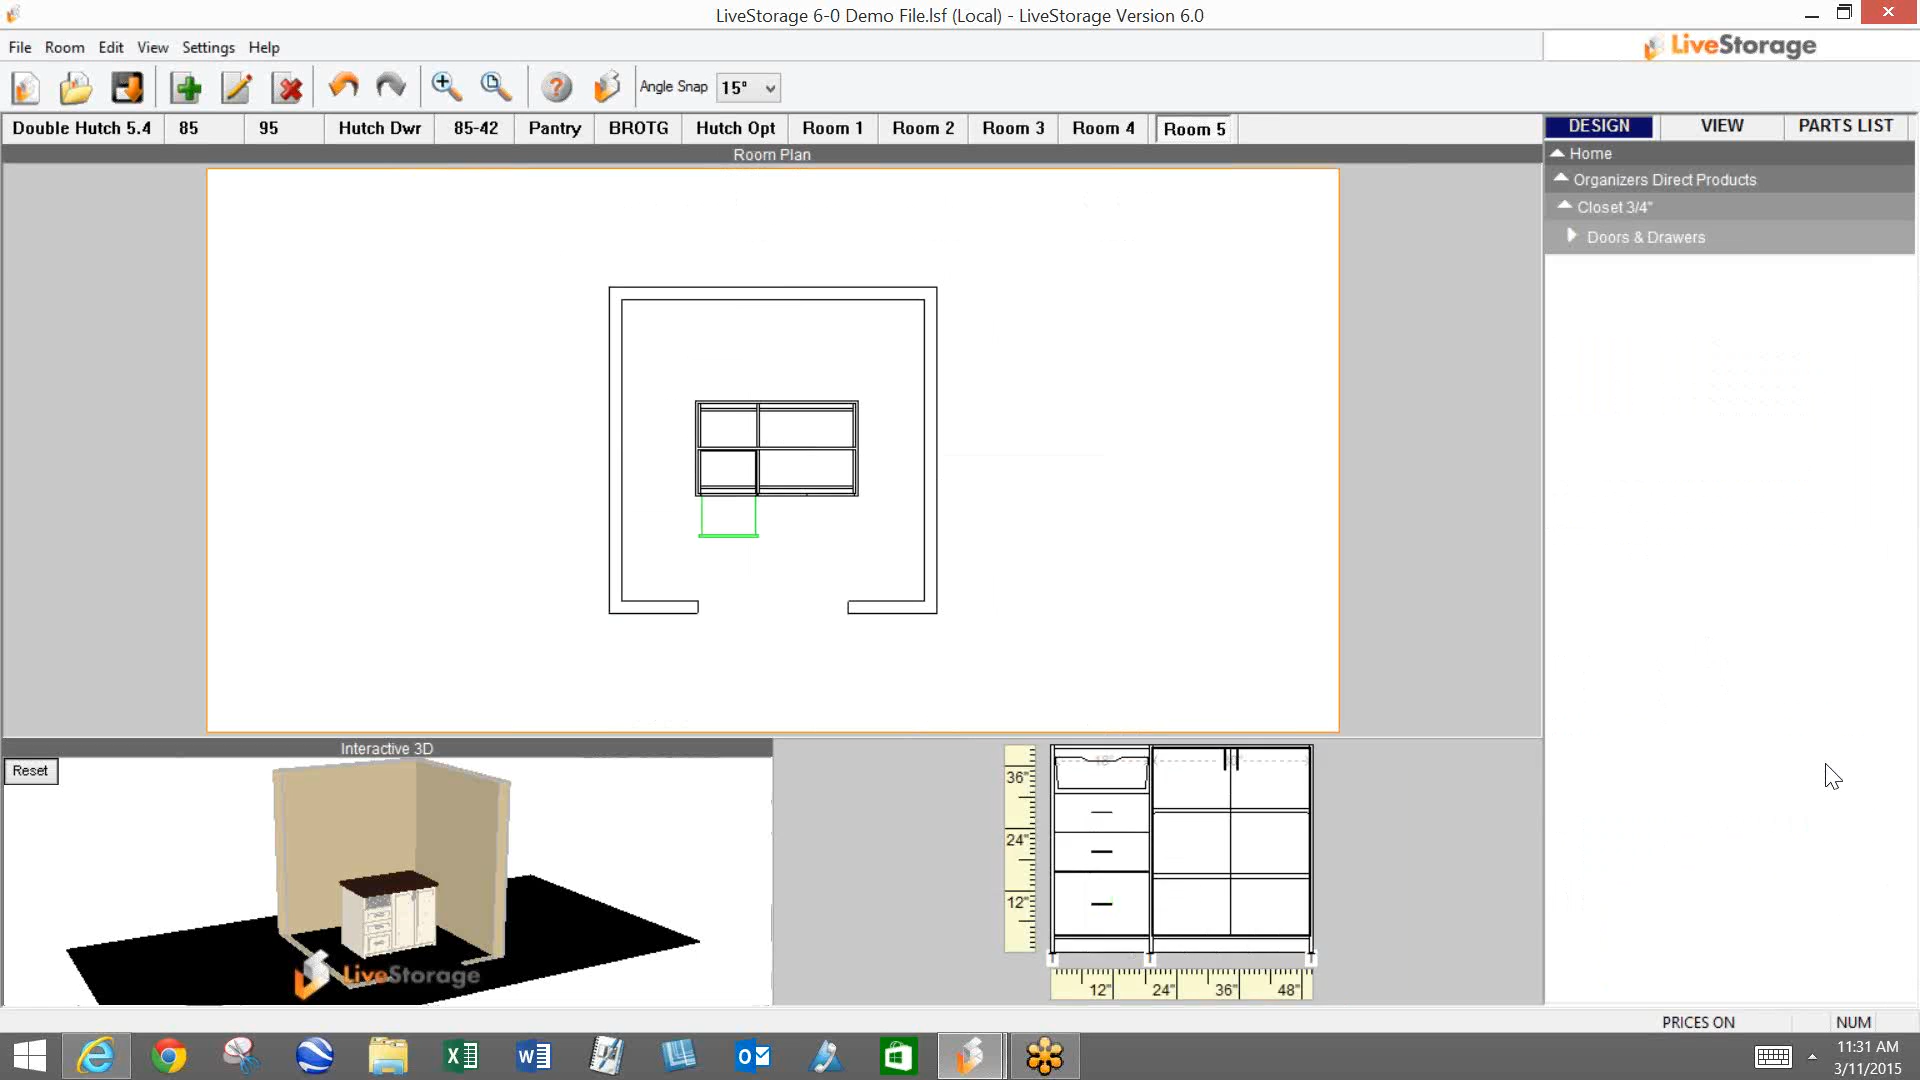 LiveStorage 6-0 Demo File.lsf (Local) - LiveStorage Version 6.0
File Room Edit View Settings Help
LiveStorage
Angle Snap 15°
Double Hutch 5.4 85 95 Hutch Dwr 85-42 Pantry BROTG Hutch Opt Room 1 Room 2 Room 3 Room 4 Room 5
DESIGN VIEW PARTS LIST
Room Plan
Home
Organizers Direct Products
Closet 3/4"
Doors & Drawers
Interactive 3D
Reset
36"
24"
12"
12" 24" 36" 48"
LiveStorage
PRICES ON NUM
11:31 AM
3/11/2015